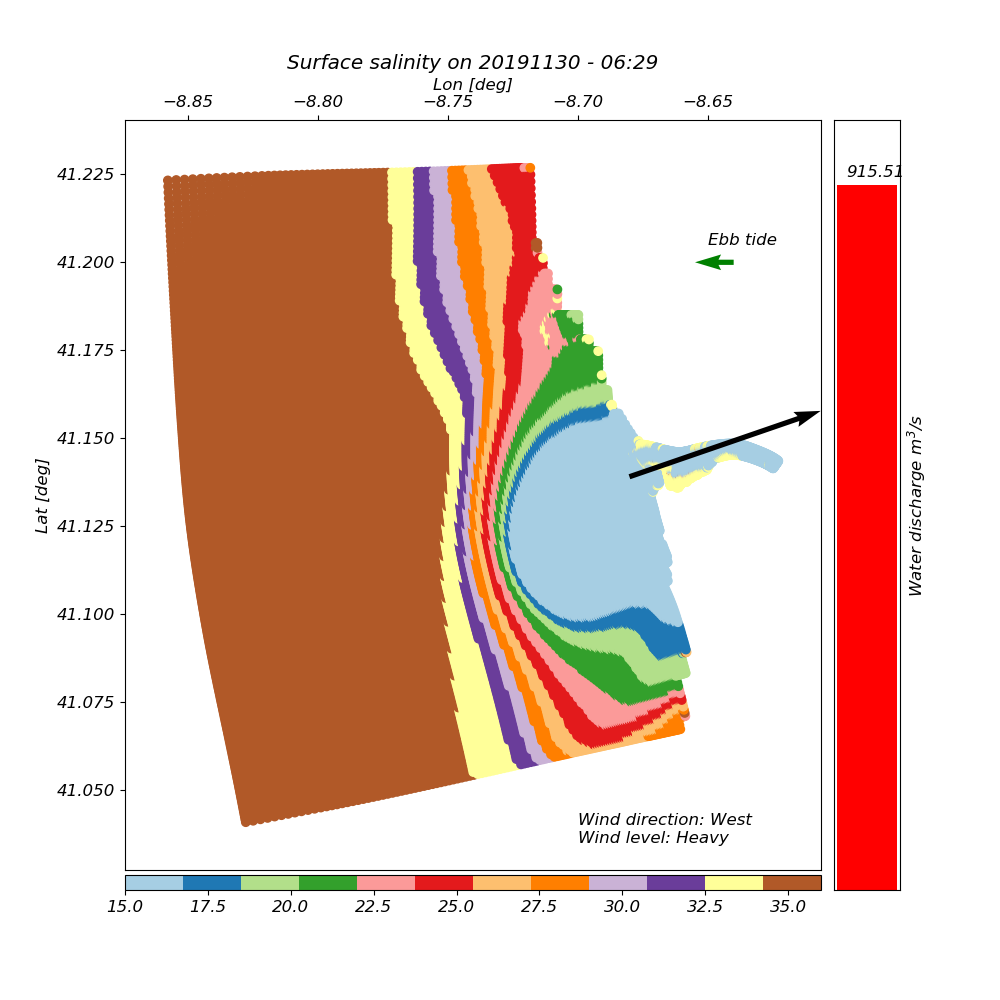 Surface salinity on 20191130 - 06:29
Lon [deg]
−8.85 −8.80 −8.75 −8.70 −8.65
915.51
41.225
41.200
41.175
41.150
41.125
41.100
41.075
41.050
Lat [deg]
Ebb tide
Water discharge m³/s
Wind direction: West
Wind level: Heavy
15.0 17.5 20.0 22.5 25.0 27.5 30.0 32.5 35.0